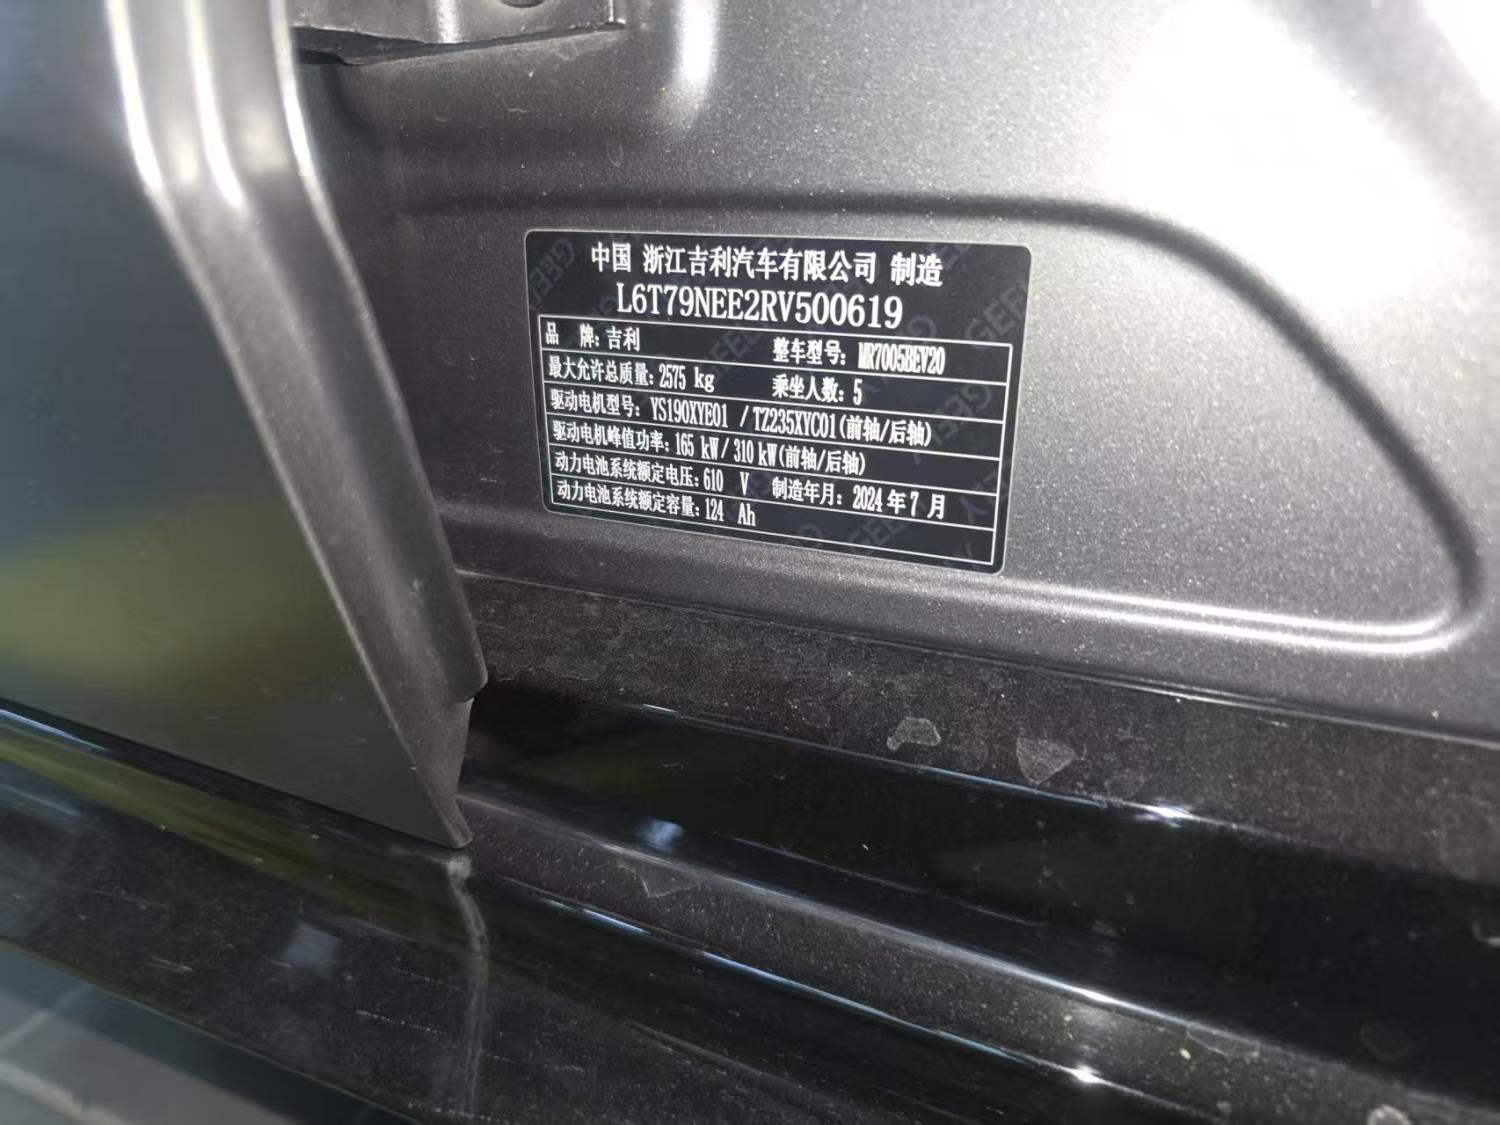 中国 浙江吉利汽车有限公司 制造
L6T79NEE2RV500619
品 牌: 吉利 整车型号: MR7005BEV20
最大允许总质量: 2575 kg 乘坐人数: 5
驱动电机型号: YS190XYE01 /TZ235XYC01(前轴/后轴)
驱动电机峰值功率: 165 kW/310 kW(前轴/后轴)
动力电池系统额定电压: 610 V 制造年月: 2024 年 7 月
动力电池系统额定容量: 124 Ah